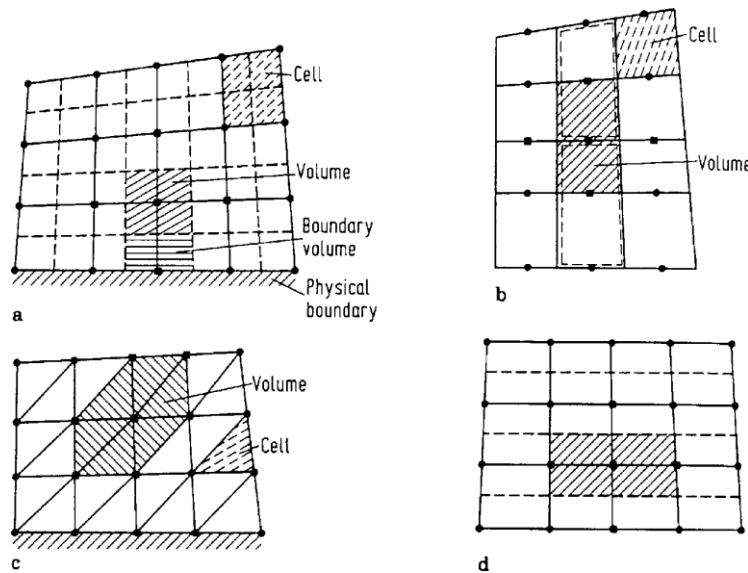 Cell
Volume
Boundary
volume
Physical
boundary
a
Cell
Volume
b
Volume
Cell
c
d